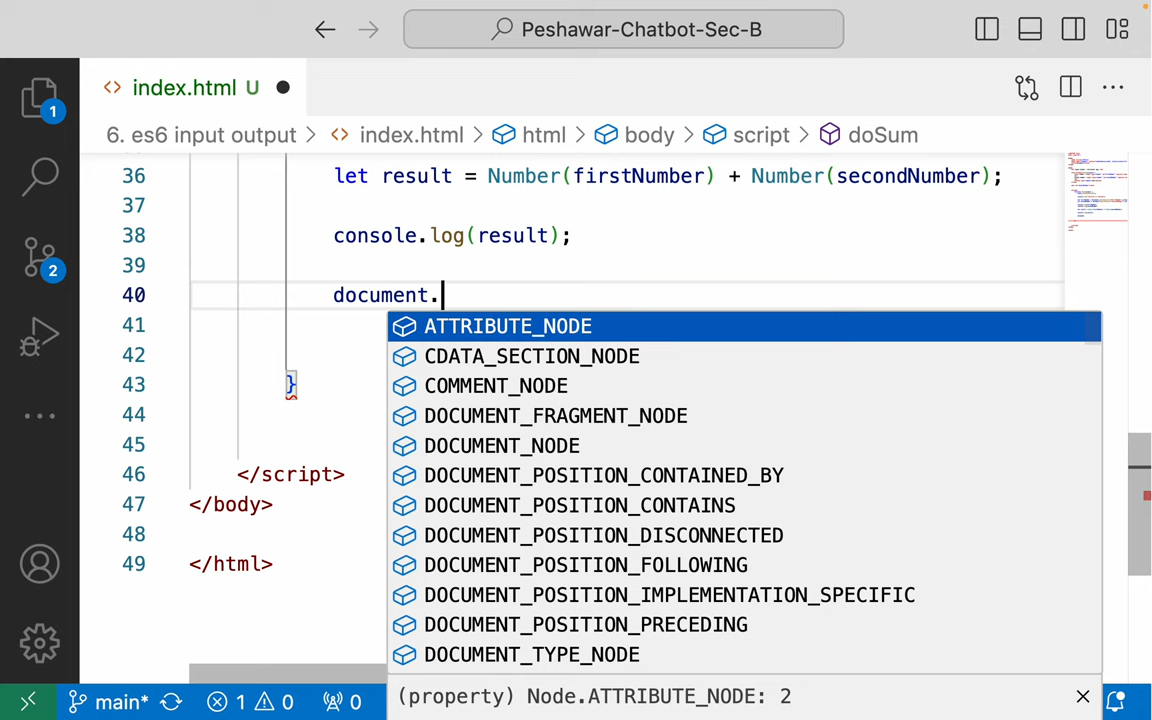 Peshawar-Chatbot-Sec-B
index.html U
6. es6 input output > index.html > html > body > script > doSum
36 let result = Number(firstNumber) + Number(secondNumber);
37
38 console.log(result);
39
40 document.
41
42
43 }
44
45
46 </script>
47 </body>
48
49 </html>
ATTRIBUTE_NODE
CDATA_SECTION_NODE
COMMENT_NODE
DOCUMENT_FRAGMENT_NODE
DOCUMENT_NODE
DOCUMENT_POSITION_CONTAINED_BY
DOCUMENT_POSITION_CONTAINS
DOCUMENT_POSITION_DISCONNECTED
DOCUMENT_POSITION_FOLLOWING
DOCUMENT_POSITION_IMPLEMENTATION_SPECIFIC
DOCUMENT_POSITION_PRECEDING
DOCUMENT_TYPE_NODE
(property) Node.ATTRIBUTE_NODE: 2
1
2
main* 1 0 0